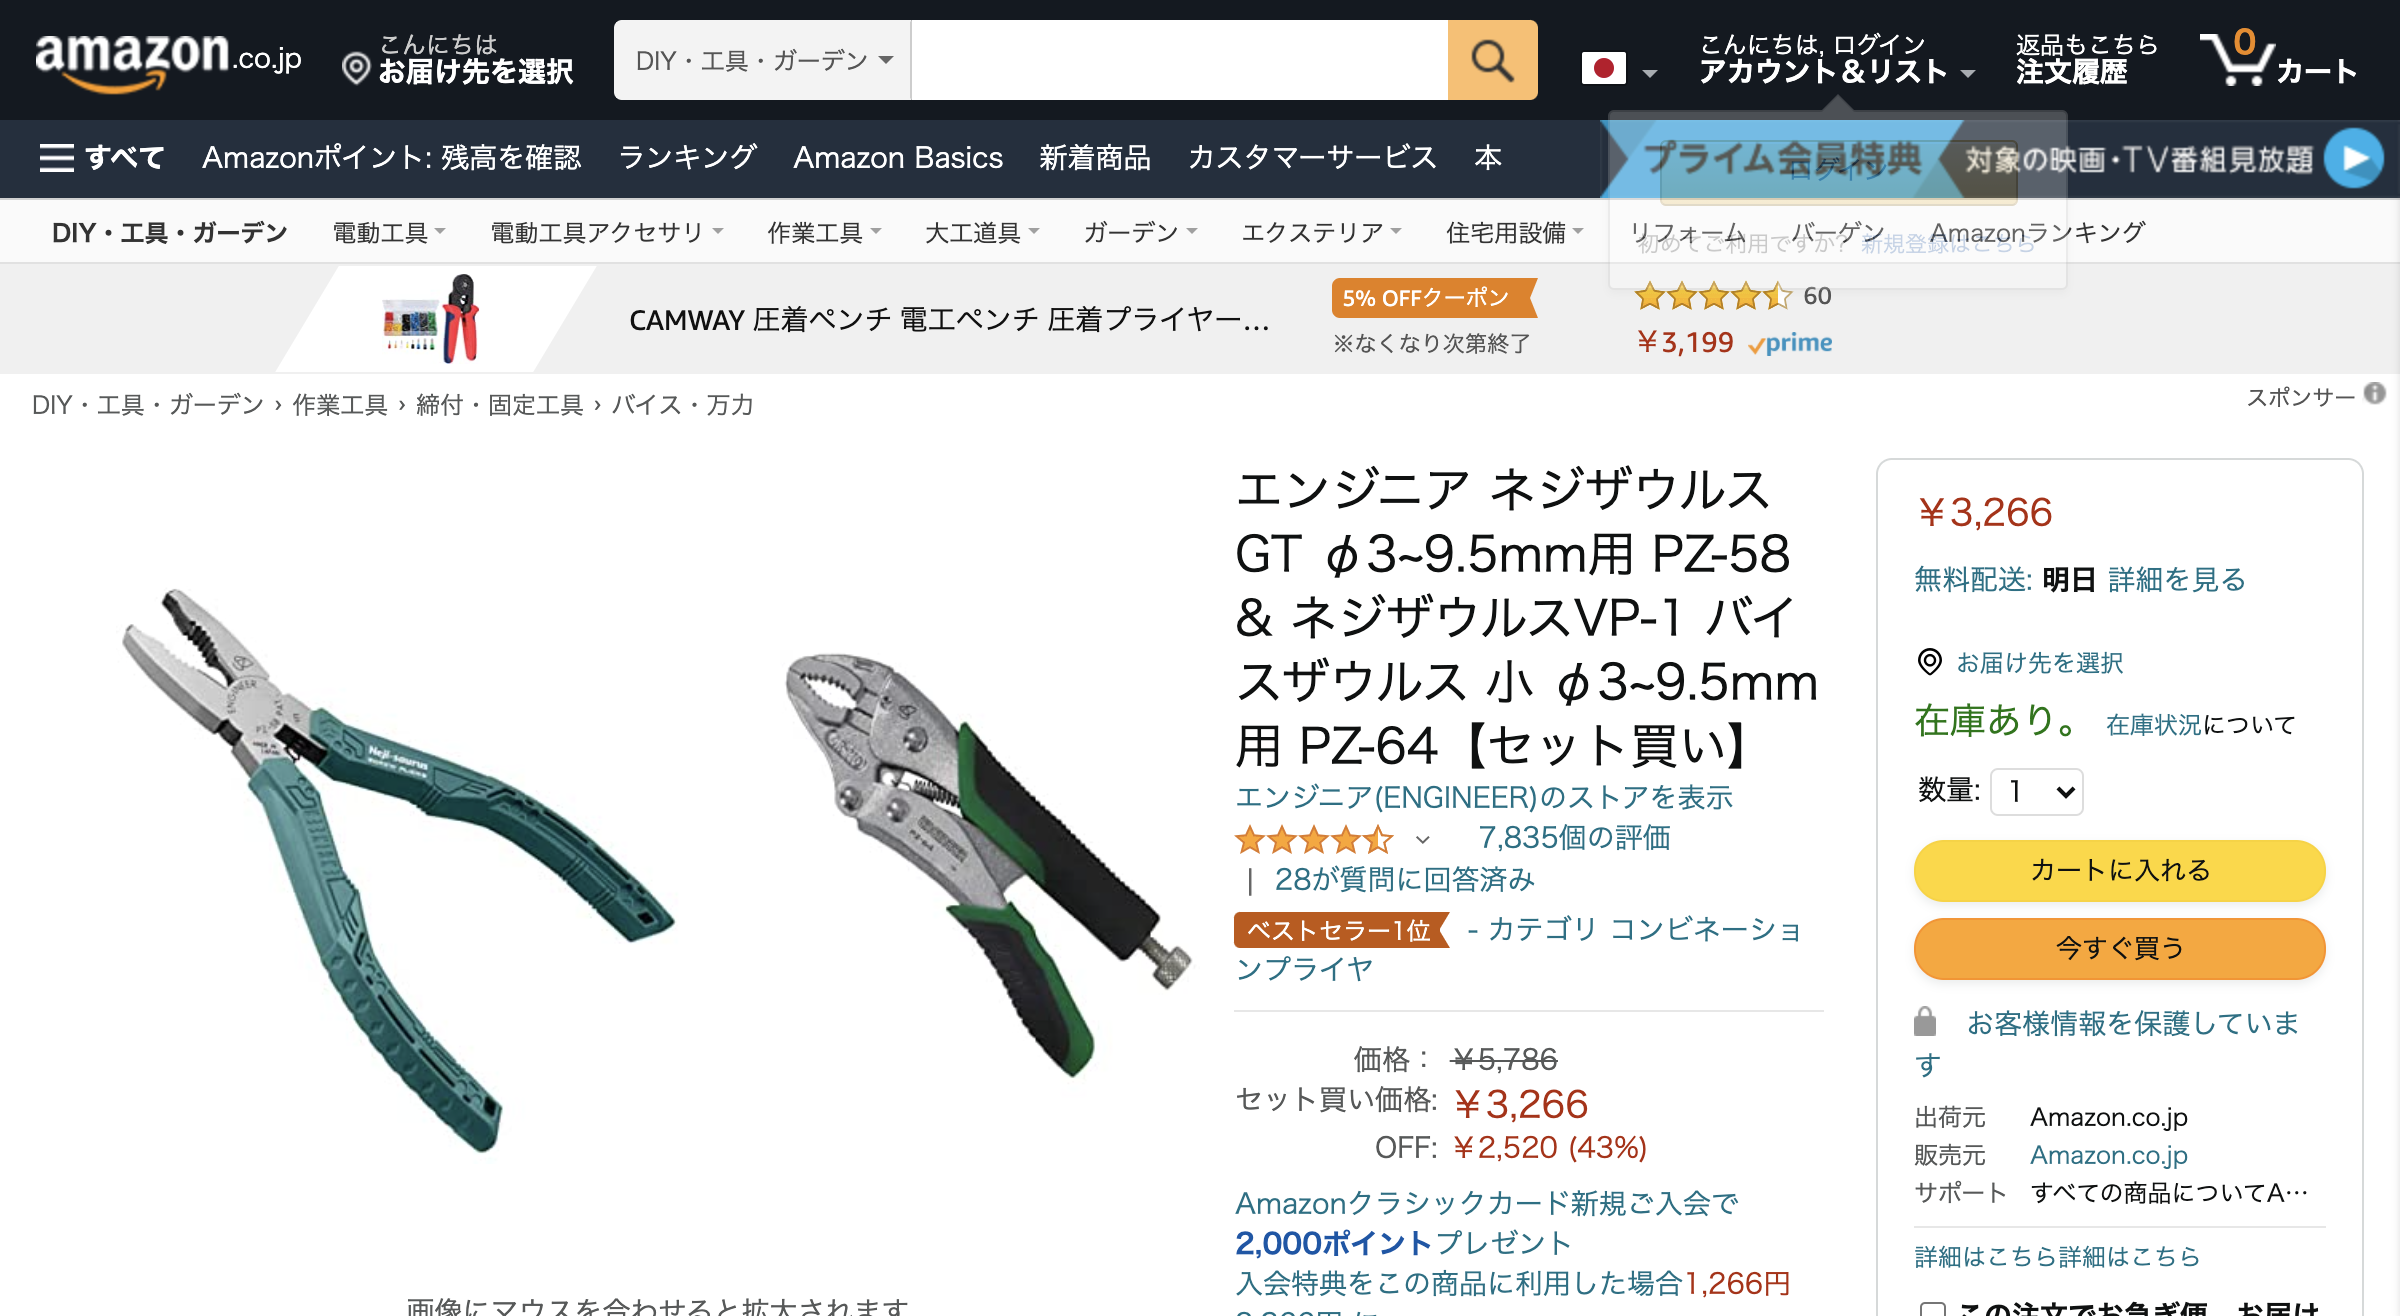 amazon.co.jp
こんにちは
お届け先を選択
DIY・工具・ガーデン
こんにちは, ログイン
アカウント＆リスト
返品もこちら
注文履歴
0
カート
すべて
Amazonポイント: 残高を確認
ランキング
Amazon Basics
新着商品
カスタマーサービス
本
プライム会員特典
ログイン
対象の映画・TV番組見放題
DIY・工具・ガーデン
電動工具
電動工具アクセサリ
作業工具
大工道具
ガーデン
エクステリア
住宅用設備
リフォーム
バーゲン
Amazonランキング
初めてご利用ですか? 新規登録はこちら
CAMWAY 圧着ペンチ 電工ペンチ 圧着プライヤー...
5% OFFクーポン
※なくなり次第終了
60
￥3,199 prime
スポンサー
DIY・工具・ガーデン › 作業工具 › 締付・固定工具 › バイス・万力
エンジニア ネジザウルス
GT φ3~9.5mm用 PZ-58
& ネジザウルスVP-1 バイ
スザウルス 小 φ3~9.5mm
用 PZ-64【セット買い】
エンジニア(ENGINEER)のストアを表示
7,835個の評価
| 28が質問に回答済み
ベストセラー1位 - カテゴリ コンビネーショ
ンプライヤ
価格： ￥5,786
セット買い価格: ￥3,266
OFF: ￥2,520 (43%)
Amazonクラシックカード新規ご入会で
2,000ポイントプレゼント
入会特典をこの商品に利用した場合1,266円
Neji-saurus
ENGINEER
PZ-64
画像にマウスを合わせると拡大されます
￥3,266
無料配送: 明日 詳細を見る
お届け先を選択
在庫あり。 在庫状況について
数量: 1
カートに入れる
今すぐ買う
お客様情報を保護していま
す
出荷元 Amazon.co.jp
販売元 Amazon.co.jp
サポート すべての商品についてA…
詳細はこちら詳細はこちら
この注文でお急ぎ便、お届け